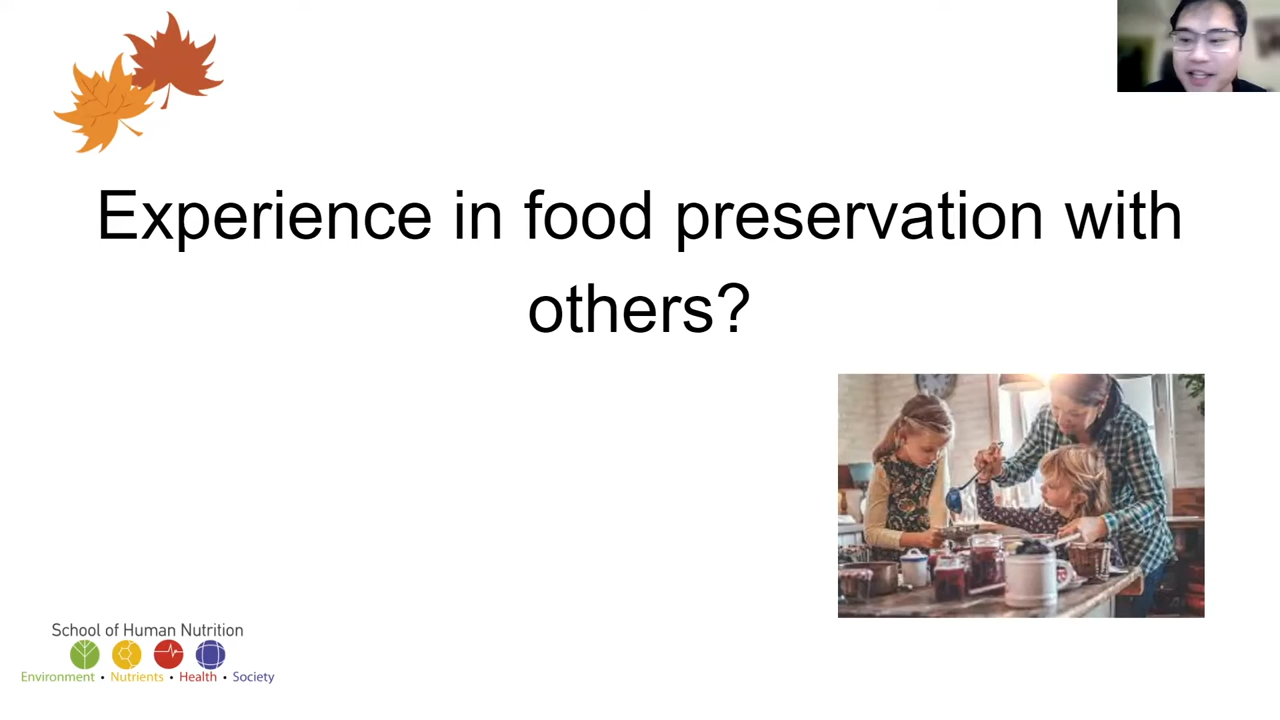 Experience in food preservation with
others?
School of Human Nutrition
Environment • Nutrients • Health • Society